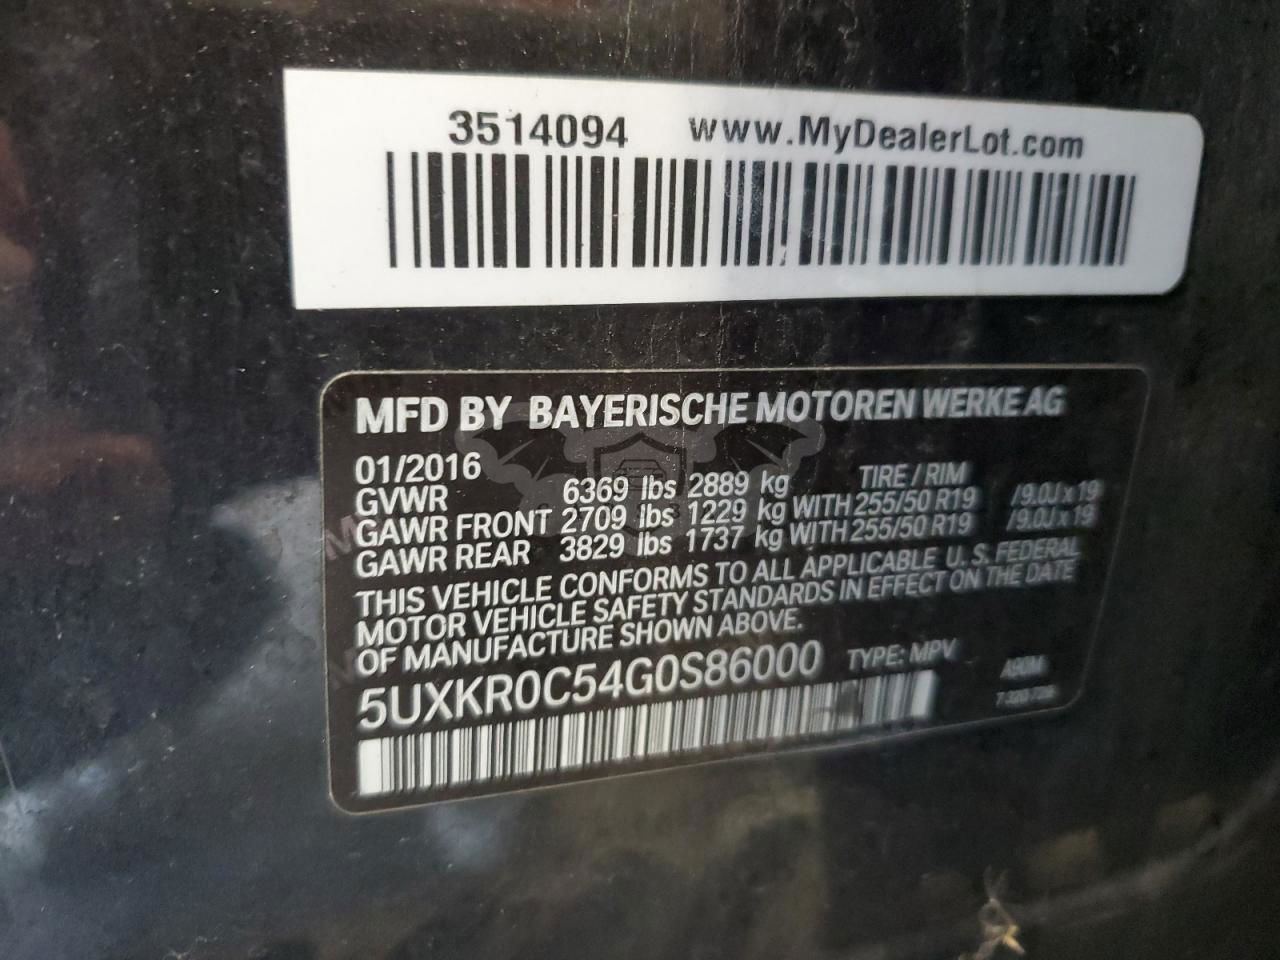 3514094 www.MyDealerLot.com
MFD BY BAYERISCHE MOTOREN WERKE AG
01/2016 TIRE / RIM
GVWR 6369 lbs 2889 kg
GAWR FRONT 2709 lbs 1229 kg WITH 255/50 R19 /9.0J x 19
GAWR REAR 3829 lbs 1737 kg WITH 255/50 R19 /9.0J x 19
THIS VEHICLE CONFORMS TO ALL APPLICABLE U. S. FEDERAL
MOTOR VEHICLE SAFETY STANDARDS IN EFFECT ON THE DATE
OF MANUFACTURE SHOWN ABOVE.
5UXKR0C54G0S86000 TYPE: MPV